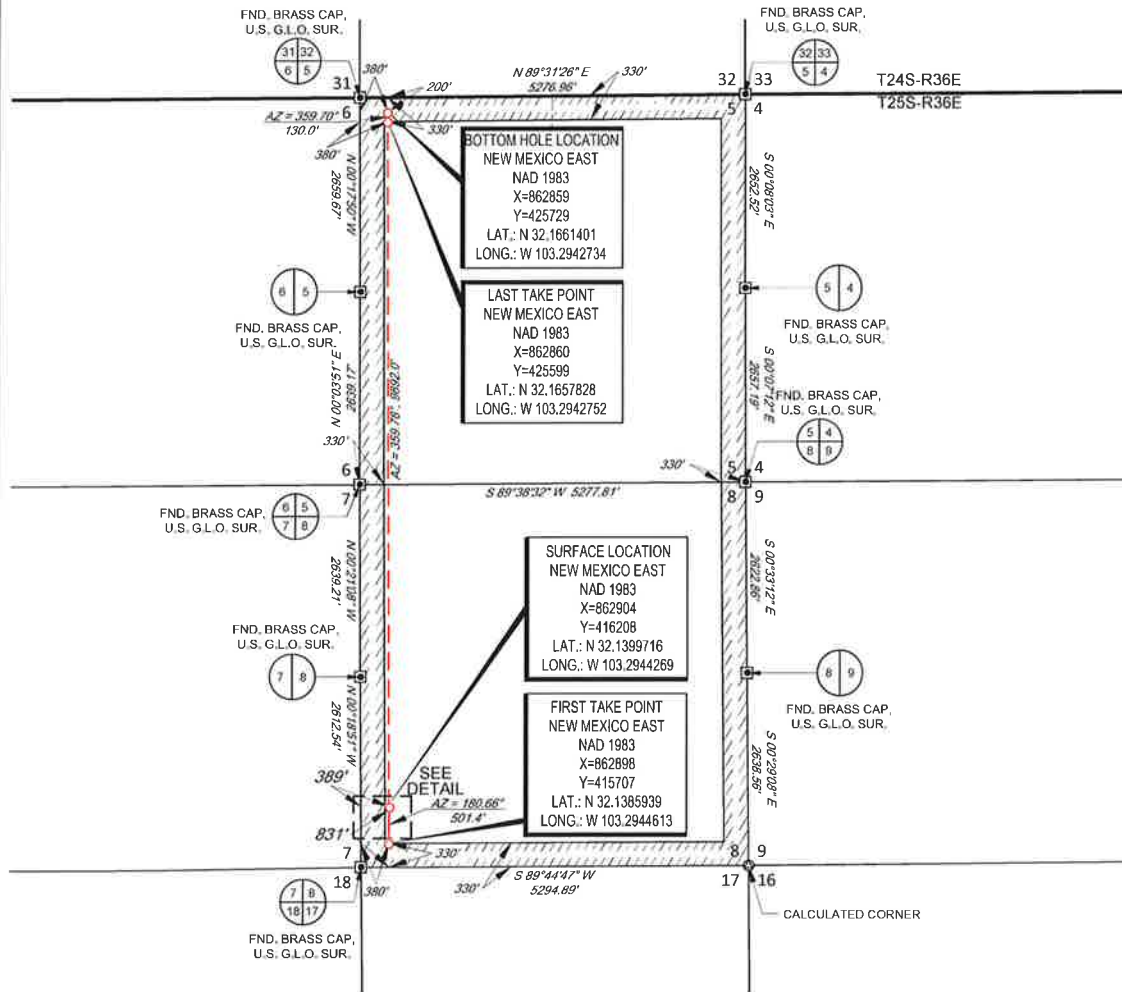 FND. BRASS CAP,
U.S. G.L.O. SUR.
31 32
6 5
FND. BRASS CAP,
U.S. G.L.O. SUR.
32 33
5 4
31
380'
200'
N 89°31'26" E
5276.96'
330'
32 33
T24S-R36E
T25S-R36E
6
5 4
AZ = 359.70°
130.0'
380'
330'
BOTTOM HOLE LOCATION
NEW MEXICO EAST
NAD 1983
X=862859
Y=425729
LAT.: N 32.1661401
LONG.: W 103.2942734
N 00°17'50" W
2659.67'
S 00°08'03" E
2652.52'
6 5
FND. BRASS CAP,
U.S. G.L.O. SUR.
5 4
FND. BRASS CAP,
U.S. G.L.O. SUR.
LAST TAKE POINT
NEW MEXICO EAST
NAD 1983
X=862860
Y=425599
LAT.: N 32.1657828
LONG.: W 103.2942752
2639.17'
AZ = 359.76°, 9892.0'
S 00°07'12" E
2657.19'
FND. BRASS CAP,
U.S. G.L.O. SUR.
5 4
8 9
330'
330'
6
7
5 4
8 9
S 89°38'32" W 5277.81'
FND. BRASS CAP,
U.S. G.L.O. SUR.
6 5
7 8
N 00°21'08" W
2639.21'
S 00°33'12" E
2622.86'
SURFACE LOCATION
NEW MEXICO EAST
NAD 1983
X=862904
Y=416208
LAT.: N 32.1399716
LONG.: W 103.2944269
FND. BRASS CAP,
U.S. G.L.O. SUR.
7 8
8 9
FND. BRASS CAP,
U.S. G.L.O. SUR.
N 00°18'51" W
2612.54'
S 00°29'08" E
2638.56'
FIRST TAKE POINT
NEW MEXICO EAST
NAD 1983
X=862898
Y=415707
LAT.: N 32.1385939
LONG.: W 103.2944613
389'
SEE
DETAIL
AZ = 180.66°
501.4'
831'
7
18
330'
380'
330'
S 89°44'47" W
5294.89'
8 9
17 16
CALCULATED CORNER
7 8
18 17
FND. BRASS CAP,
U.S. G.L.O. SUR.